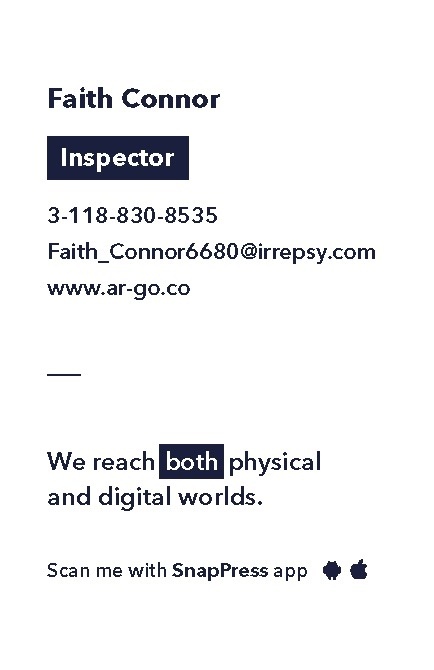 Faith Connor
Inspector
3-118-830-8535
Faith_Connor6680@irrepsy.com
www.ar-go.co
We reach both physical
and digital worlds.
Scan me with SnapPress app